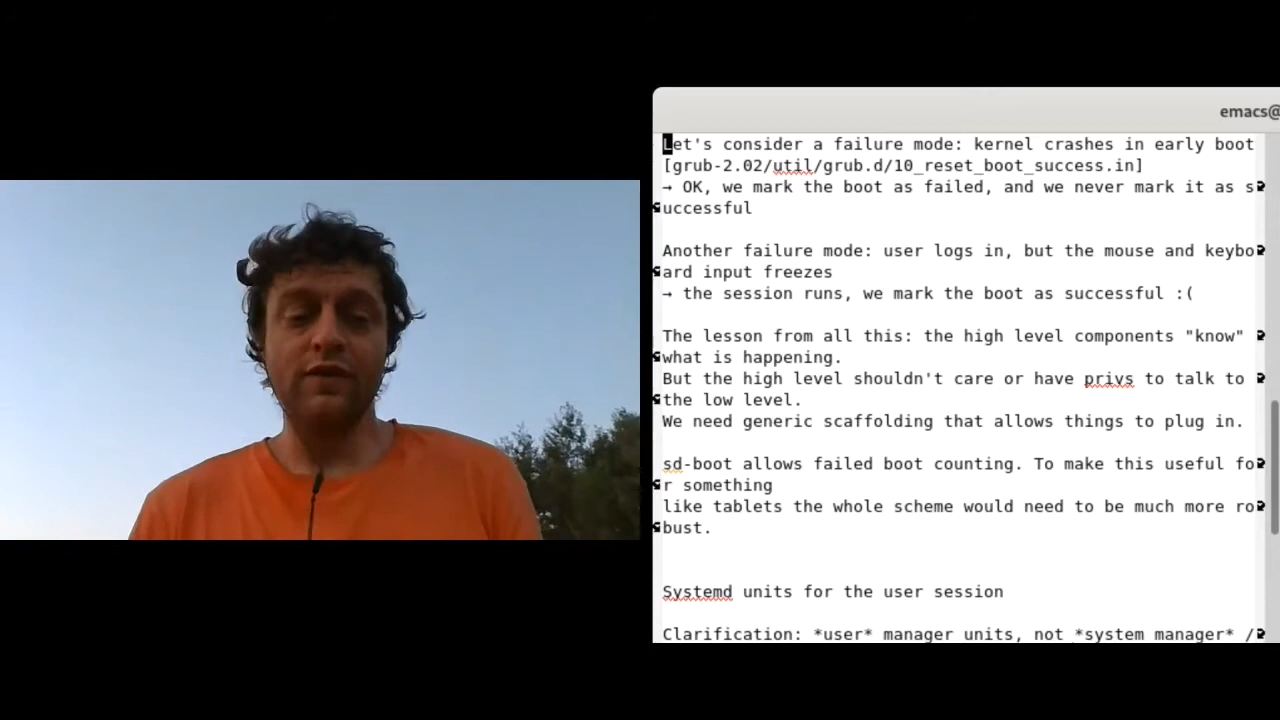 emacs@
Let's consider a failure mode: kernel crashes in early boot
[grub-2.02/util/grub.d/10_reset_boot_success.in]
→ OK, we mark the boot as failed, and we never mark it as s
uccessful
Another failure mode: user logs in, but the mouse and keybo
ard input freezes
→ the session runs, we mark the boot as successful :(
The lesson from all this: the high level components "know"
what is happening.
But the high level shouldn't care or have privs to talk to
the low level.
We need generic scaffolding that allows things to plug in.
sd-boot allows failed boot counting. To make this useful fo
r something
like tablets the whole scheme would need to be much more ro
bust.
Systemd units for the user session
Clarification: *user* manager units, not *system manager* /